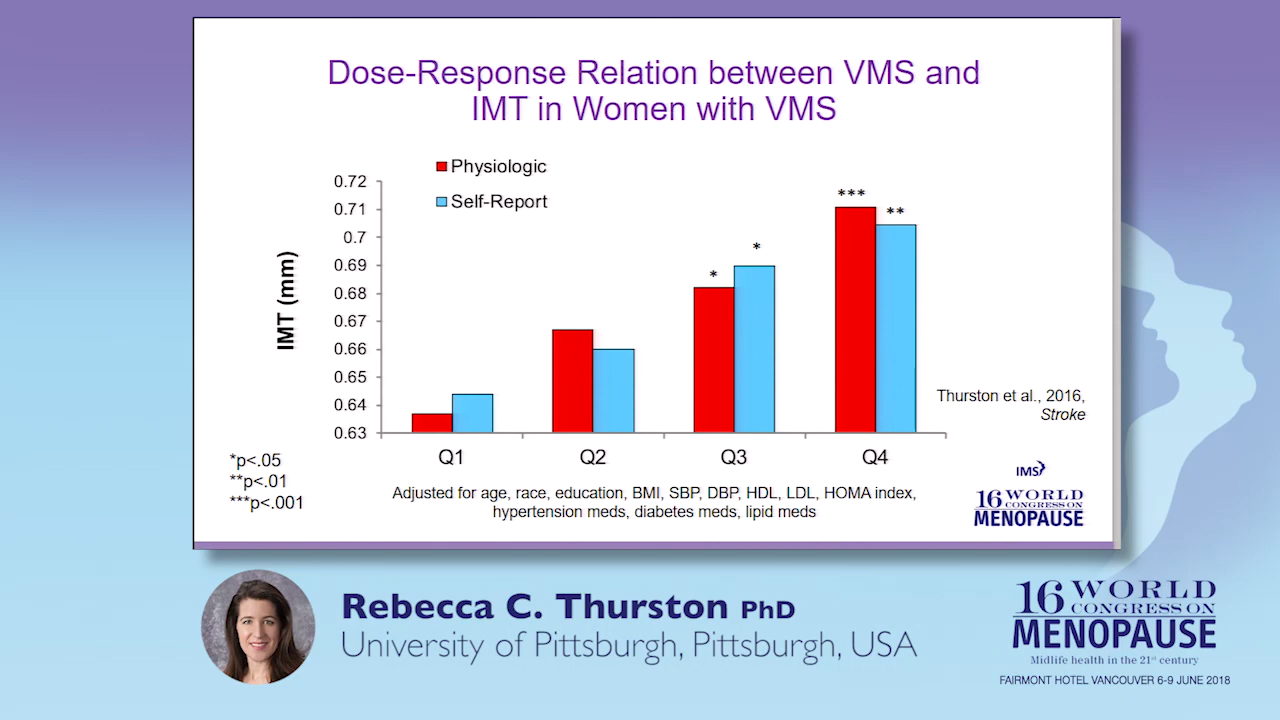 Dose-Response Relation between VMS and
IMT in Women with VMS
Physiologic
Self-Report
0.72
0.71
0.7
0.69
0.68
0.67
0.66
0.65
0.64
0.63
IMT (mm)
*
*
***
**
Q1 Q2 Q3 Q4
Thurston et al., 2016,
Stroke
*p<.05
**p<.01
***p<.001
Adjusted for age, race, education, BMI, SBP, DBP, HDL, LDL, HOMA index,
hypertension meds, diabetes meds, lipid meds
IMS
16 WORLD
CONGRESS ON
MENOPAUSE
Rebecca C. Thurston PhD
University of Pittsburgh, Pittsburgh, USA
16 WORLD
CONGRESS ON
MENOPAUSE
Midlife health in the 21st century
FAIRMONT HOTEL VANCOUVER 6-9 JUNE 2018